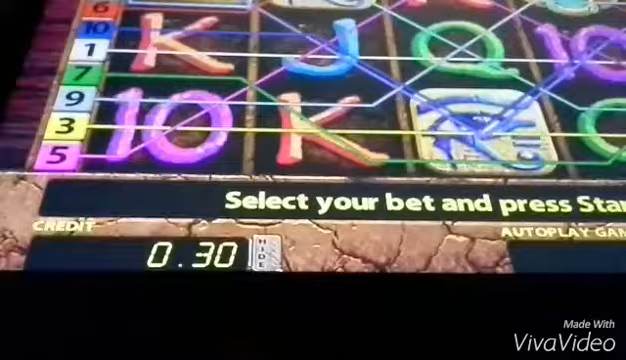 6
10
1
7
9
3
5
K J Q 10
10 K
Select your bet and press Sta
CREDIT
AUTOPLAY GAM
0.30
HIDE
Made With
VivaVideo